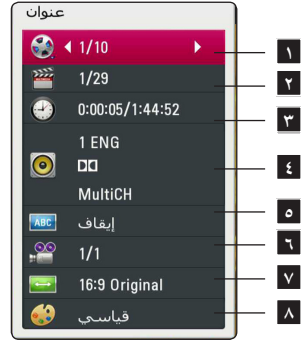 عنوان
1/10
١
1/29
٢
0:00:05/1:44:52
٣
1 ENG
MultiCH
٤
ABC إيقاف
٥
1/1
٦
16:9 Original
٧
قياسي
٨